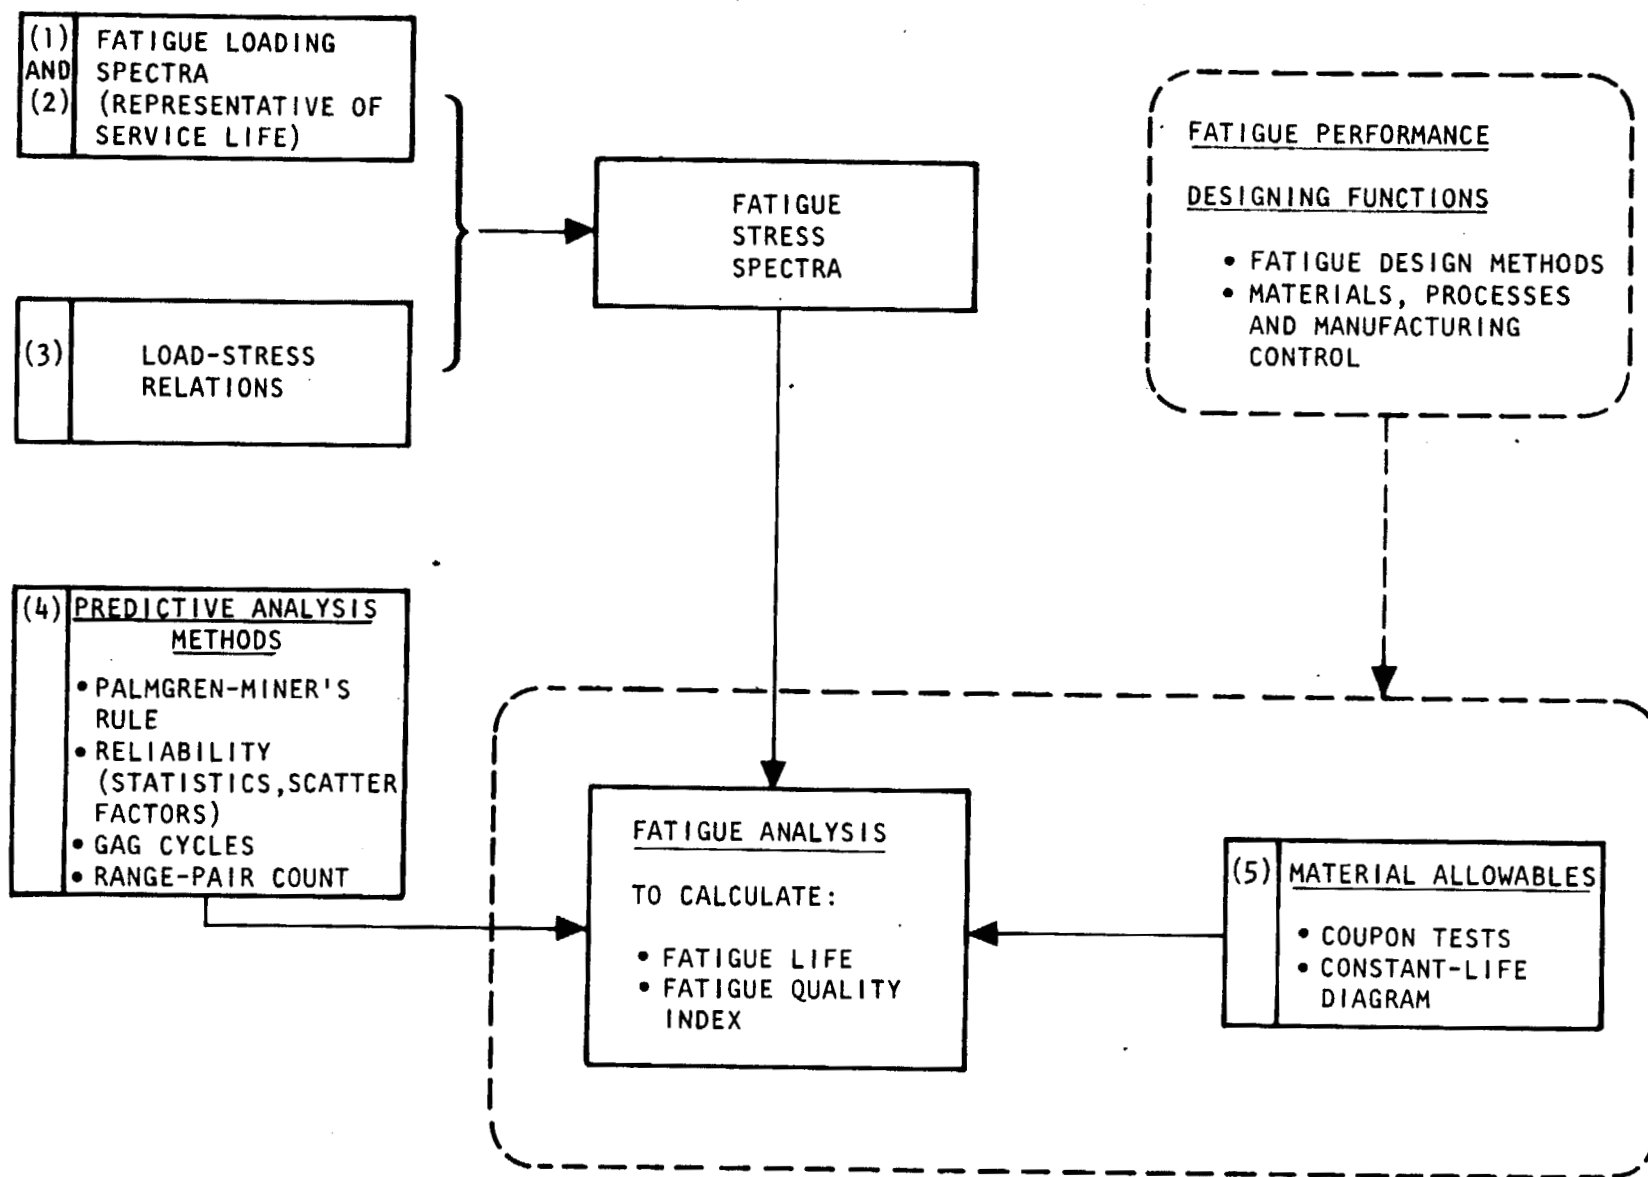 (1) FATIGUE LOADING
AND SPECTRA
(2) (REPRESENTATIVE OF
SERVICE LIFE)
(3) LOAD-STRESS
RELATIONS
FATIGUE
STRESS
SPECTRA
FATIGUE PERFORMANCE
DESIGNING FUNCTIONS
• FATIGUE DESIGN METHODS
• MATERIALS, PROCESSES
AND MANUFACTURING
CONTROL
(4) PREDICTIVE ANALYSIS
METHODS
• PALMGREN-MINER'S
RULE
• RELIABILITY
(STATISTICS,SCATTER
FACTORS)
• GAG CYCLES
• RANGE-PAIR COUNT
FATIGUE ANALYSIS
TO CALCULATE:
• FATIGUE LIFE
• FATIGUE QUALITY
INDEX
(5) MATERIAL ALLOWABLES
• COUPON TESTS
• CONSTANT-LIFE
DIAGRAM